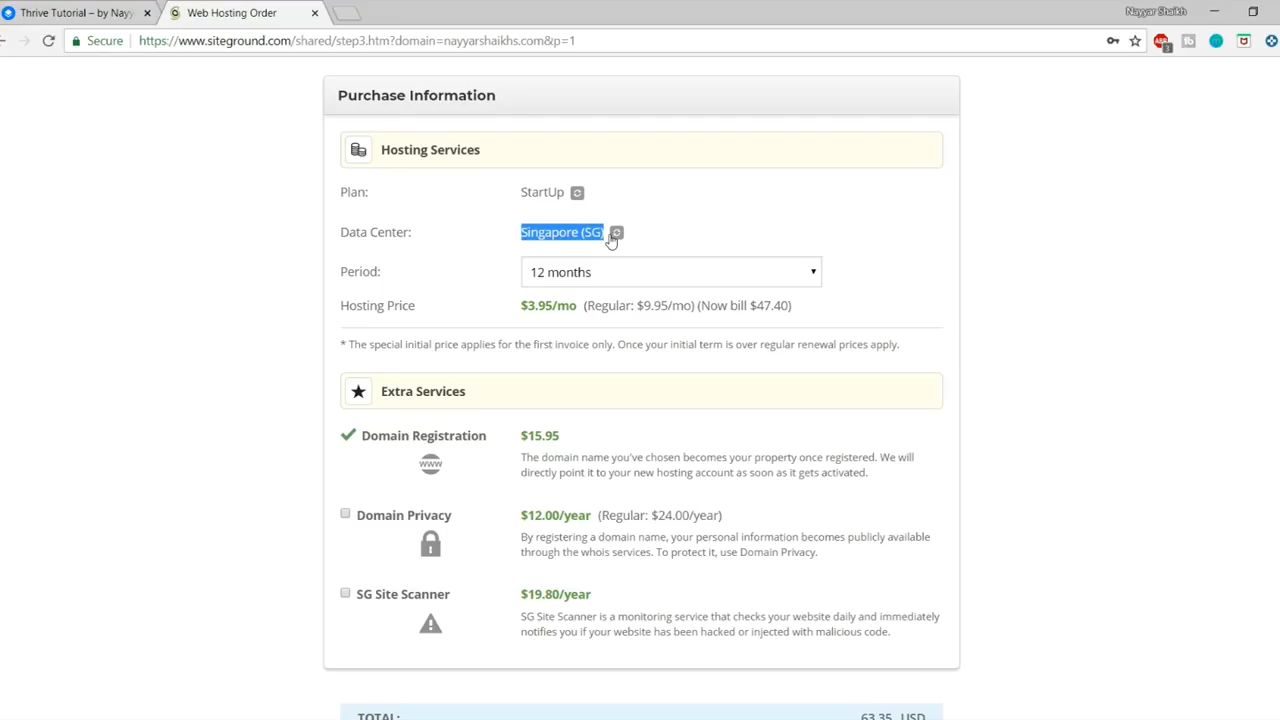 Thrive Tutorial – by Nayy
Web Hosting Order
Nayyar Shaikh
Secure
https://www.siteground.com/shared/step3.htm?domain=nayyarshaikhs.com&p=1
3
Purchase Information
Hosting Services
Plan: StartUp
Data Center: Singapore (SG)
Period: 12 months
Hosting Price $3.95/mo (Regular: $9.95/mo) (Now bill $47.40)
* The special initial price applies for the first invoice only. Once your initial term is over regular renewal prices apply.
Extra Services
Domain Registration $15.95
www
The domain name you've chosen becomes your property once registered. We will
directly point it to your new hosting account as soon as it gets activated.
Domain Privacy $12.00/year (Regular: $24.00/year)
By registering a domain name, your personal information becomes publicly available
through the whois services. To protect it, use Domain Privacy.
SG Site Scanner $19.80/year
SG Site Scanner is a monitoring service that checks your website daily and immediately
notifies you if your website has been hacked or injected with malicious code.
TOTAL: 63.35 USD